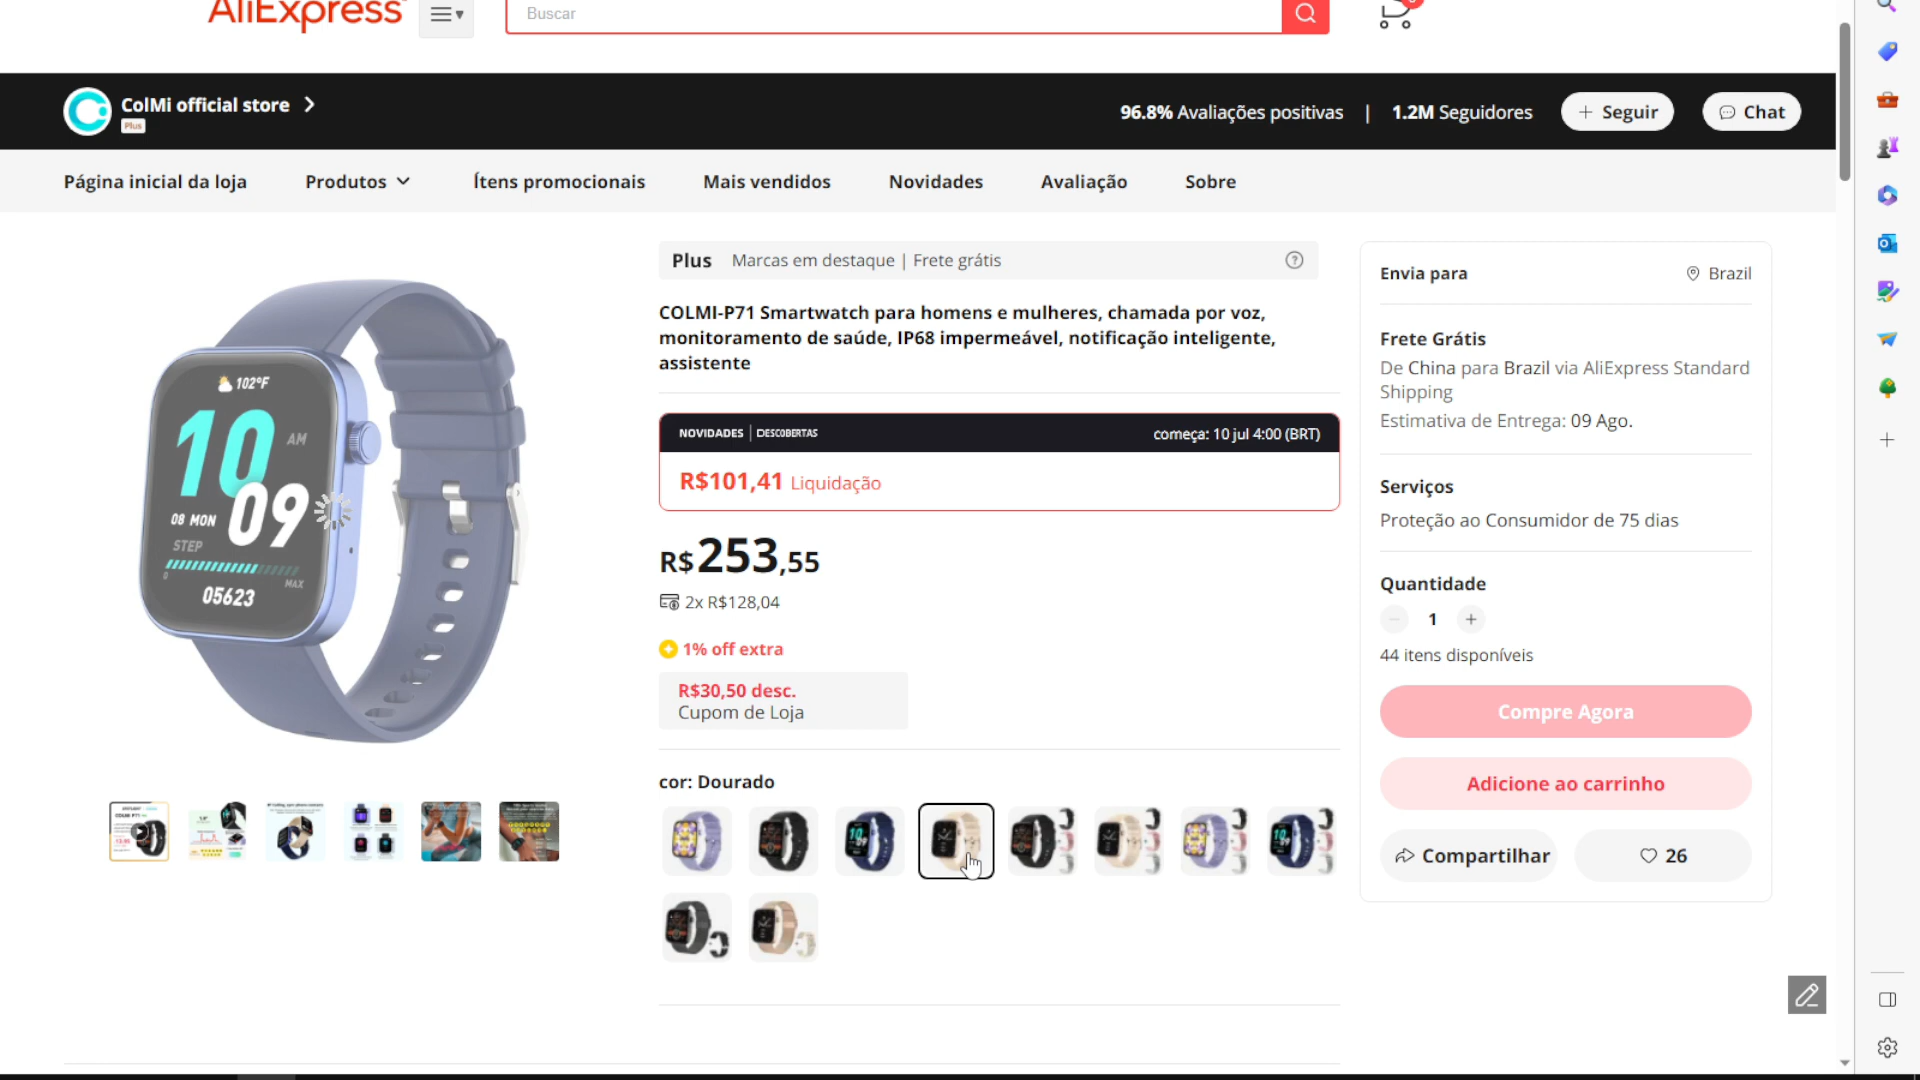 AliExpress
Buscar
ColMi official store
Plus
96.8% Avaliações positivas | 1.2M Seguidores
Seguir
Chat
Página inicial da loja
Produtos
Ítens promocionais
Mais vendidos
Novidades
Avaliação
Sobre
102°F
10 AM
08 MON 09
STEP
0 MAX
05623
Plus Marcas em destaque | Frete grátis
COLMI-P71 Smartwatch para homens e mulheres, chamada por voz,
monitoramento de saúde, IP68 impermeável, notificação inteligente,
assistente
NOVIDADES | DESCOBERTAS
começa: 10 jul 4:00 (BRT)
R$101,41 Liquidação
R$253,55
2x R$128,04
1% off extra
R$30,50 desc.
Cupom de Loja
cor: Dourado
Envia para
Brazil
Frete Grátis
De China para Brazil via AliExpress Standard
Shipping
Estimativa de Entrega: 09 Ago.
Serviços
Proteção ao Consumidor de 75 dias
Quantidade
1
44 itens disponíveis
Compre Agora
Adicione ao carrinho
Compartilhar
26